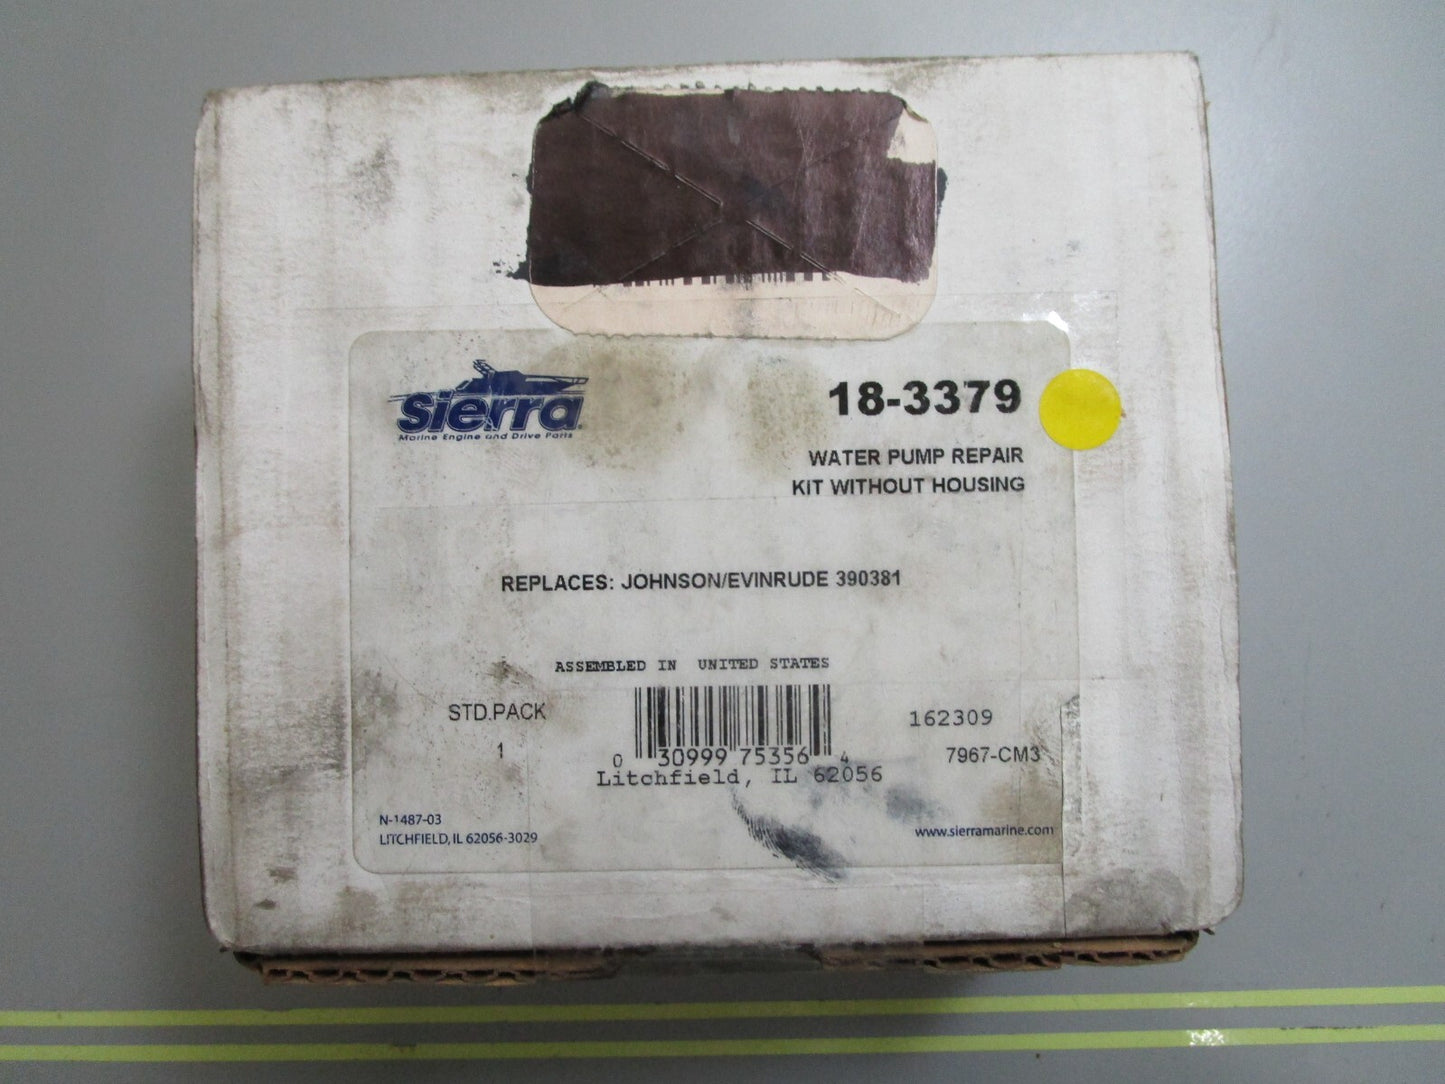 Sierra
Marine Engine and Drive Parts
18-3379
WATER PUMP REPAIR
KIT WITHOUT HOUSING
REPLACES: JOHNSON/EVINRUDE 390381
ASSEMBLED IN UNITED STATES
STD.PACK
1
0 30999 75356 4
Litchfield, IL 62056
162309
7967-CM3
N-1487-03
LITCHFIELD, IL 62056-3029
www.sierramarine.com